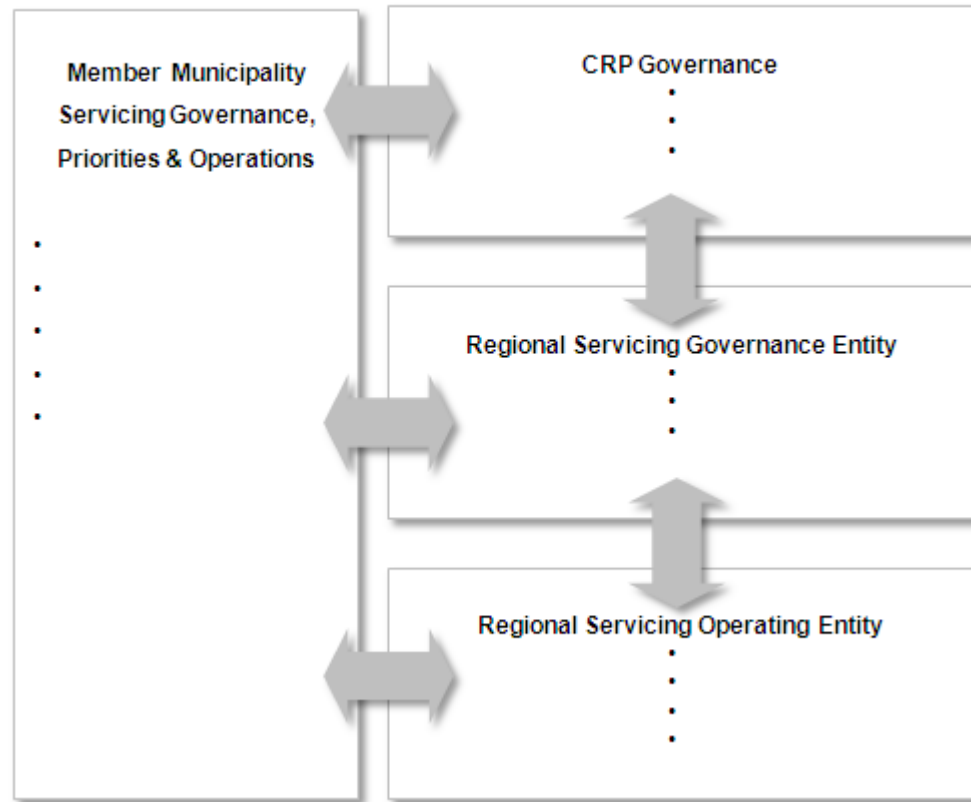 Member Municipality
Servicing Governance,
Priorities & Operations
•
•
•
•
•
CRP Governance
•
•
•
Regional Servicing Governance Entity
•
•
•
Regional Servicing Operating Entity
•
•
•
•